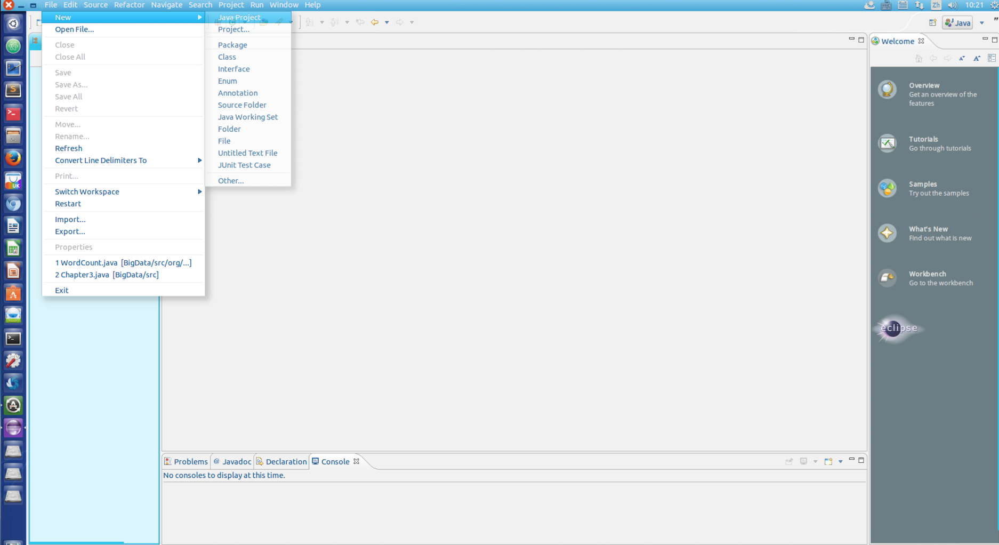 File Edit Source Refactor Navigate Search Project Run Window Help
Zh 10:21
New
Open File...
Close
Close All
Save
Save As...
Save All
Revert
Move...
Rename...
Refresh
Convert Line Delimiters To
Print...
Switch Workspace
Restart
Import...
Export...
Properties
1 WordCount.java [BigData/src/org/...]
2 Chapter3.java [BigData/src]
Exit
Java Project
Project...
Package
Class
Interface
Enum
Annotation
Source Folder
Java Working Set
Folder
File
Untitled Text File
JUnit Test Case
Other...
Java
Welcome
Overview
Get an overview of the
features
Tutorials
Go through tutorials
Samples
Try out the samples
What's New
Find out what is new
Workbench
Go to the workbench
eclipse
Problems @ Javadoc Declaration Console
No consoles to display at this time.
UK